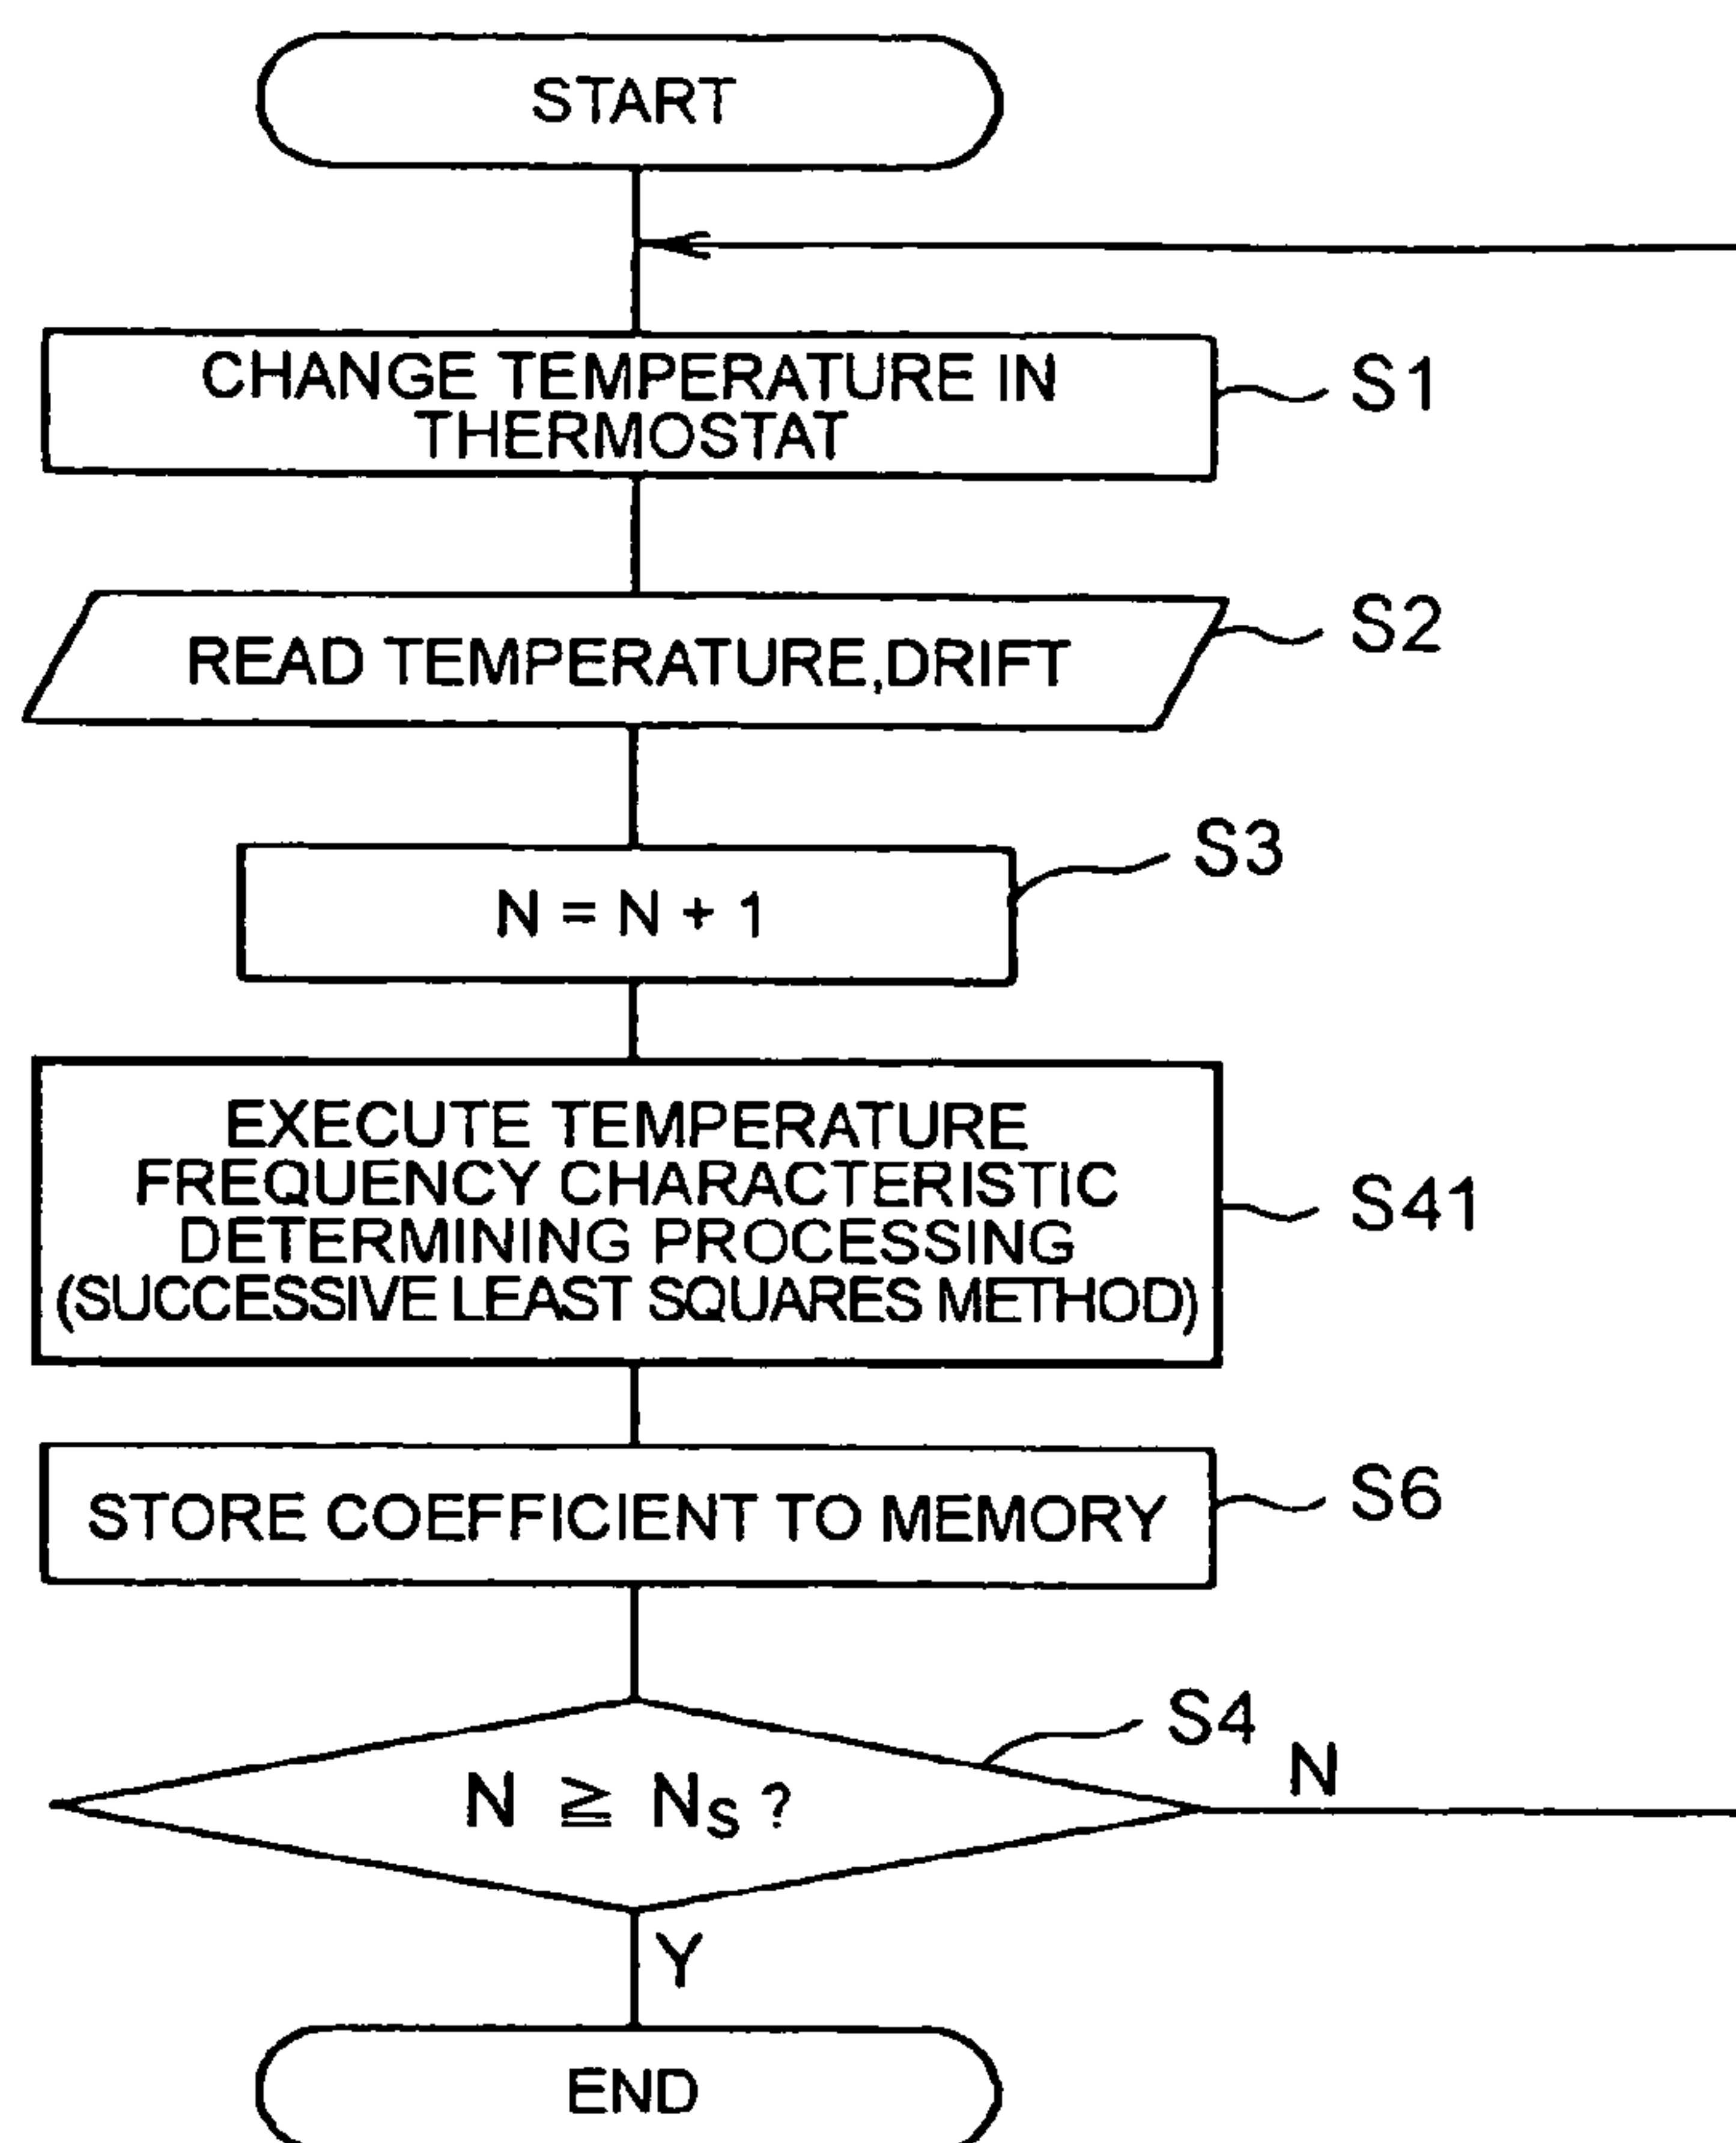 START
CHANGE TEMPERATURE IN
THERMOSTAT
S1
READ TEMPERATURE,DRIFT
S2
N = N + 1
S3
EXECUTE TEMPERATURE
FREQUENCY CHARACTERISTIC
DETERMINING PROCESSING
(SUCCESSIVE LEAST SQUARES METHOD)
S41
STORE COEFFICIENT TO MEMORY
S6
N ≧ NS ?
S4
N
Y
END